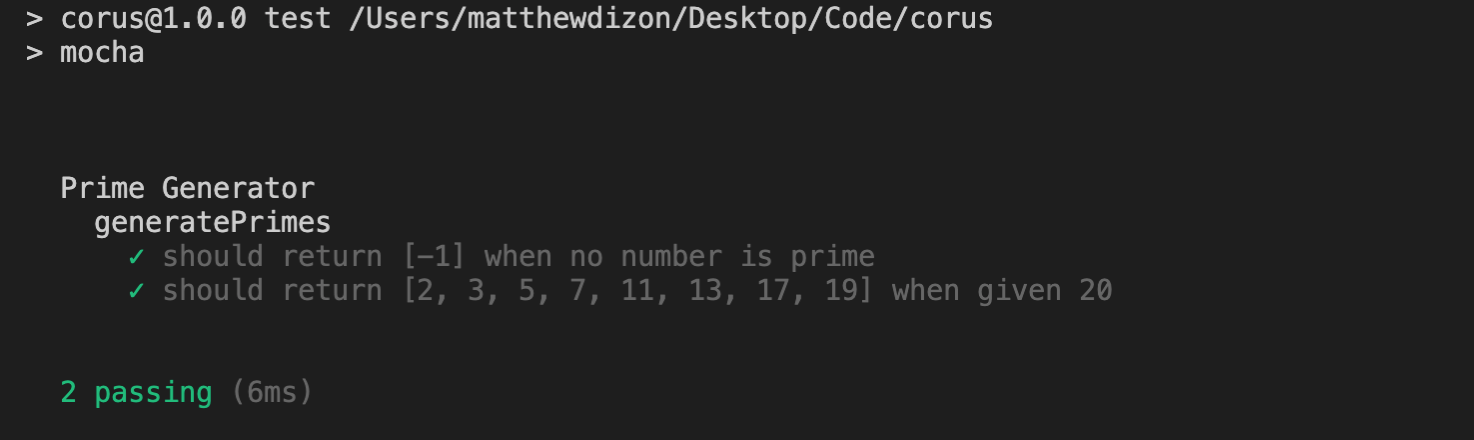 > corus@1.0.0 test /Users/matthewdizon/Desktop/Code/corus
> mocha
Prime Generator
generatePrimes
✓ should return [-1] when no number is prime
✓ should return [2, 3, 5, 7, 11, 13, 17, 19] when given 20
2 passing (6ms)